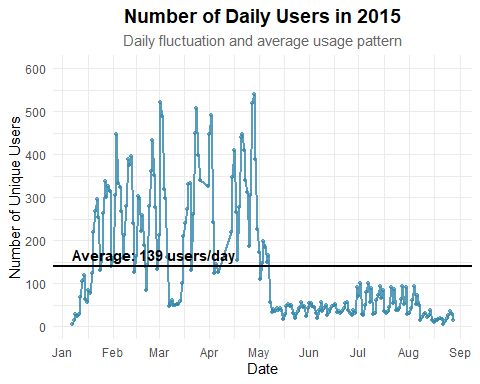 Number of Daily Users in 2015
Daily fluctuation and average usage pattern
Number of Unique Users
600
500
400
300
200
100
0
Average: 139 users/day
Jan Feb Mar Apr May Jun Jul Aug Sep
Date